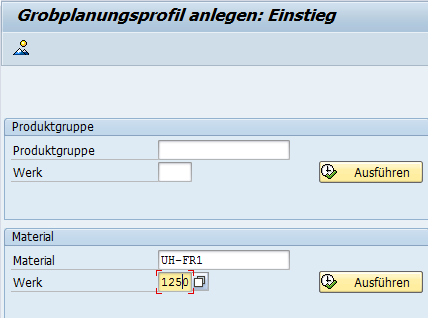 Grobplanungsprofil anlegen: Einstieg
Produktgruppe
Produktgruppe
Werk
Ausführen
Material
Material UH-FR1
Werk 1250
Ausführen